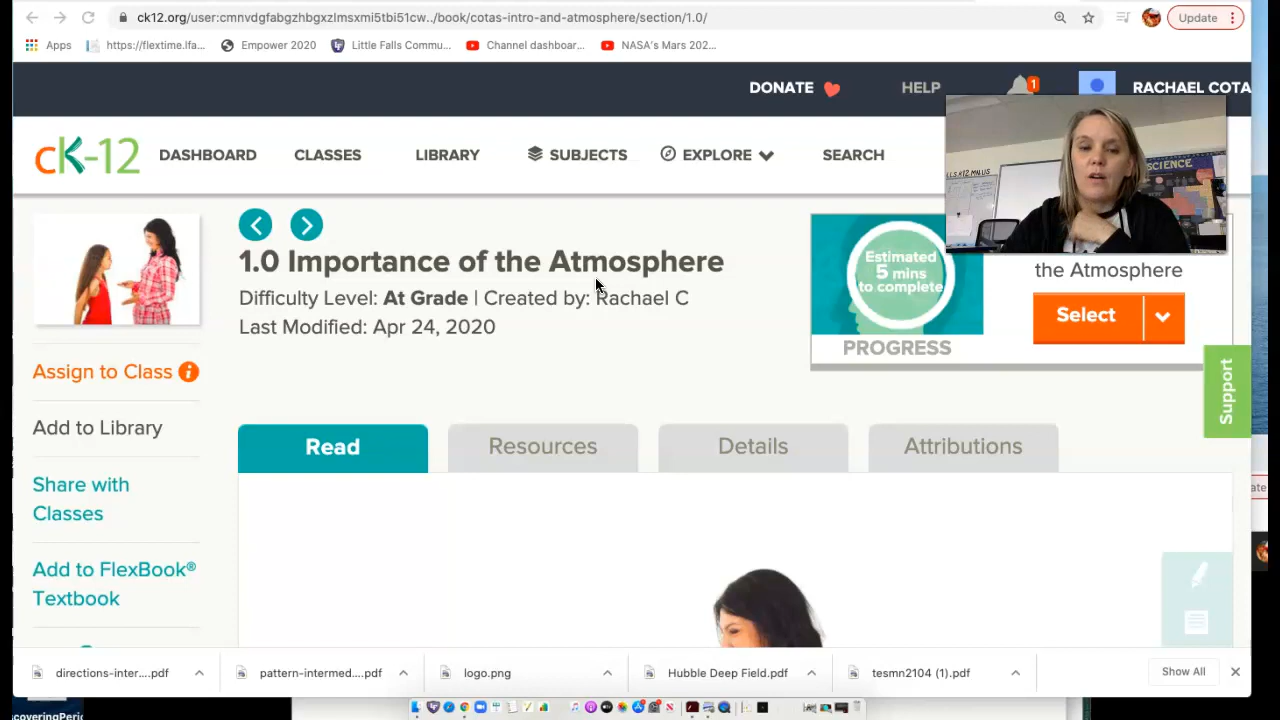 ck12.org/user:cmnvdgfabgzhbgxzlmsxmi5tbi51cw../book/cotas-intro-and-atmosphere/section/1.0/
Update
Apps
https://flextime.lfa...
Empower 2020
Little Falls Commu...
Channel dashboar...
NASA's Mars 202...
DONATE
HELP
1
RACHAEL COTA
cK-12
DASHBOARD
CLASSES
LIBRARY
SUBJECTS
EXPLORE
SEARCH
SCIENCE
1.0 Importance of the Atmosphere
Difficulty Level: At Grade | Created by: Rachael C
Last Modified: Apr 24, 2020
Estimated
5 mins
to complete
PROGRESS
the Atmosphere
Select
Support
Assign to Class
Add to Library
Share with
Classes
Add to FlexBook®
Textbook
Read
Resources
Details
Attributions
directions-inter....pdf
pattern-intermed....pdf
logo.png
Hubble Deep Field.pdf
tesmn2104 (1).pdf
Show All